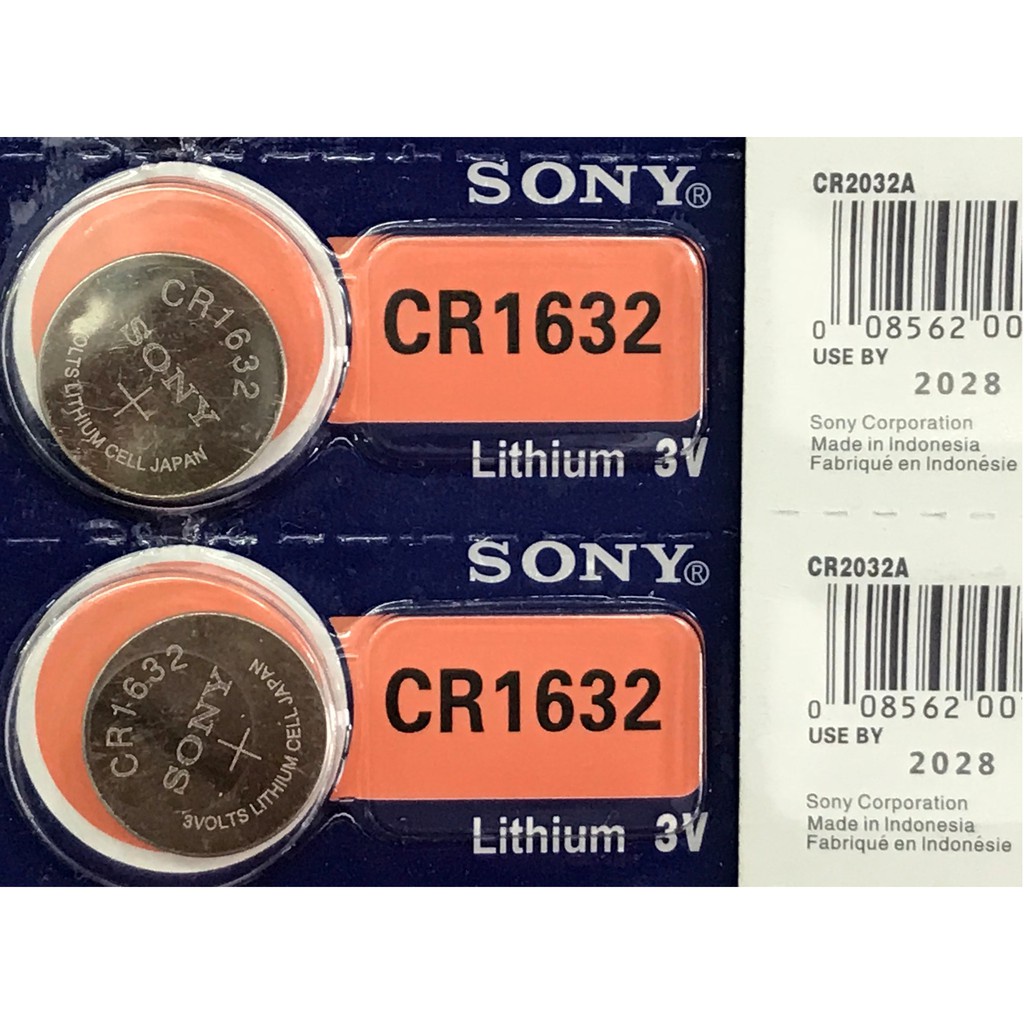 SONY®
CR1632
Lithium 3V
CR1632
SONY
+
VOLTS LITHIUM CELL JAPAN
CR2032A
0 08562 00
USE BY
2028
Sony Corporation
Made in Indonesia
Fabriqué en Indonésie
SONY®
CR1632
Lithium 3V
CR1632
SONY
+
3VOLTS LITHIUM CELL JAPAN
CR2032A
0 08562 00
USE BY
2028
Sony Corporation
Made in Indonesia
Fabriqué en Indonésie